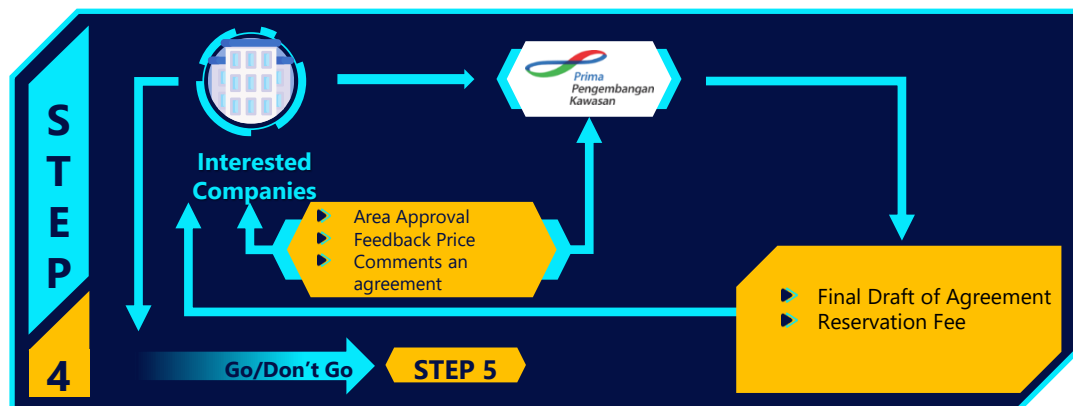 STEP
4
Interested
Companies
Prima
Pengembangan
Kawasan
Area Approval
Feedback Price
Comments an
agreement
Final Draft of Agreement
Reservation Fee
Go/Don't Go
STEP 5